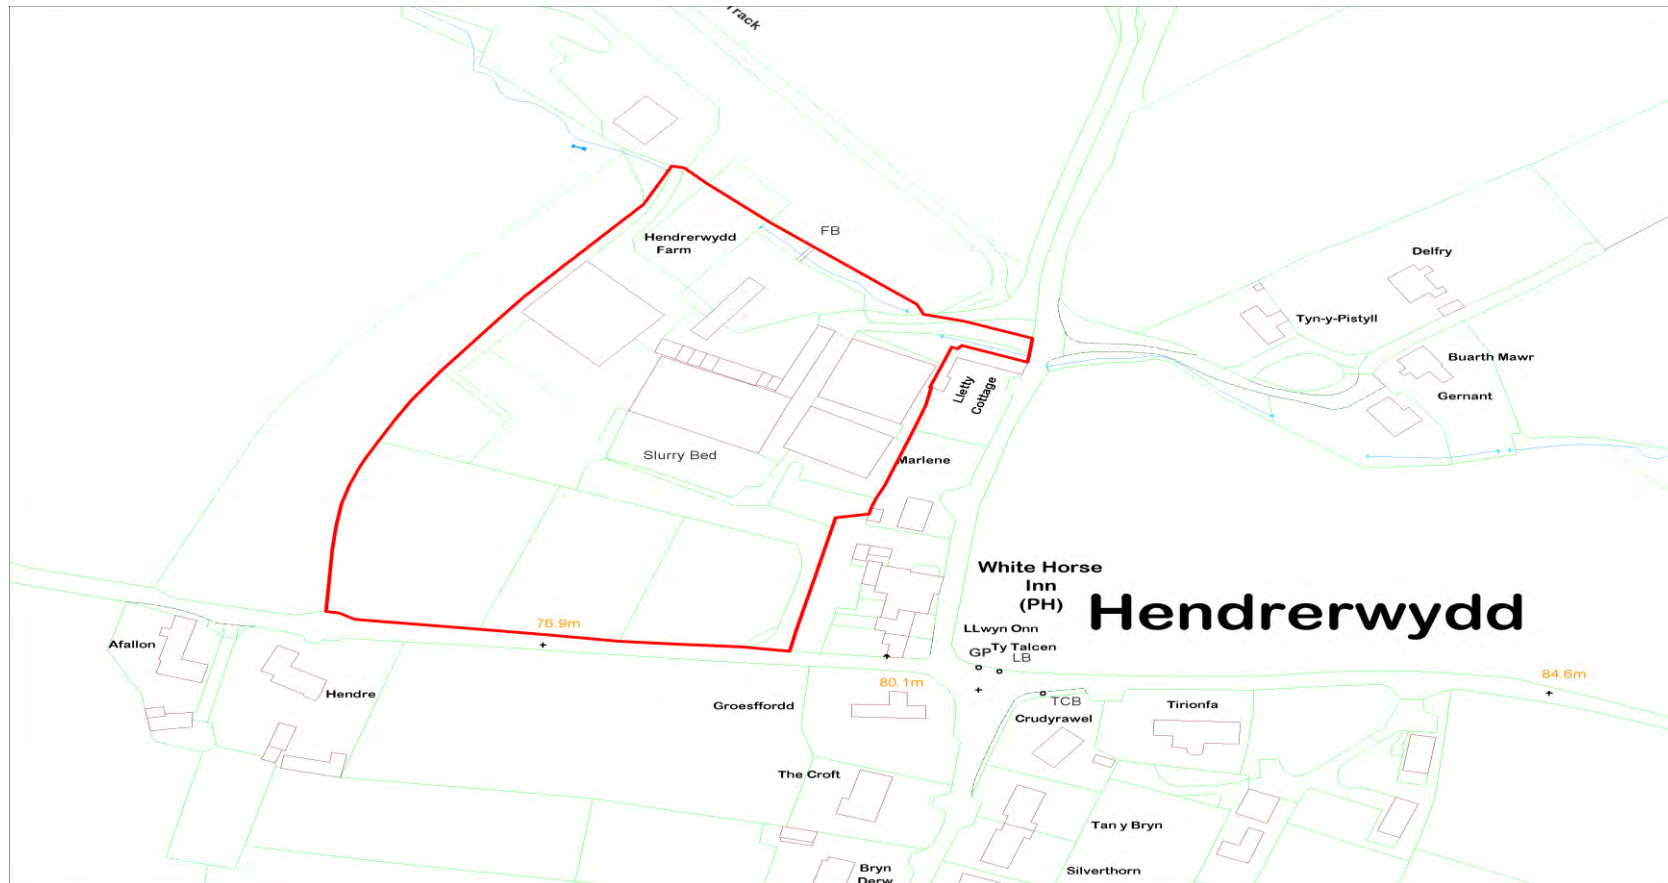 Track
FB
Hendrerwydd
Farm
Delfry
Tyn-y-Pistyll
Buarth Mawr
Gernant
Lletty
Cottage
Slurry Bed
Marlene
White Horse
Inn
(PH)
Hendrerwydd
76.9m
LLwyn Onn
GP
Ty Talcen
LB
Afallon
80.1m
84.6m
Hendre
Groesffordd
TCB
Tirionfa
Crudyrawel
The Croft
Tan y Bryn
Bryn
Derw
Silverthorn